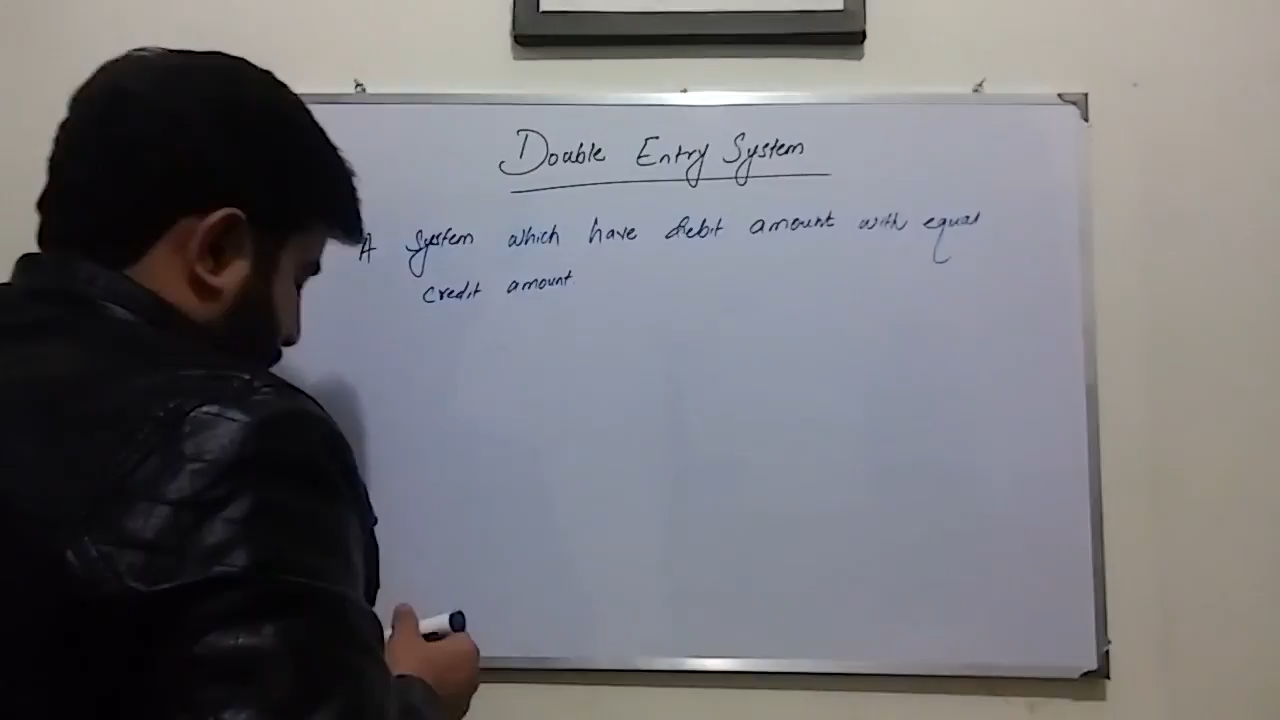 Double Entry System
A System which have debit amount with equal
credit amount.